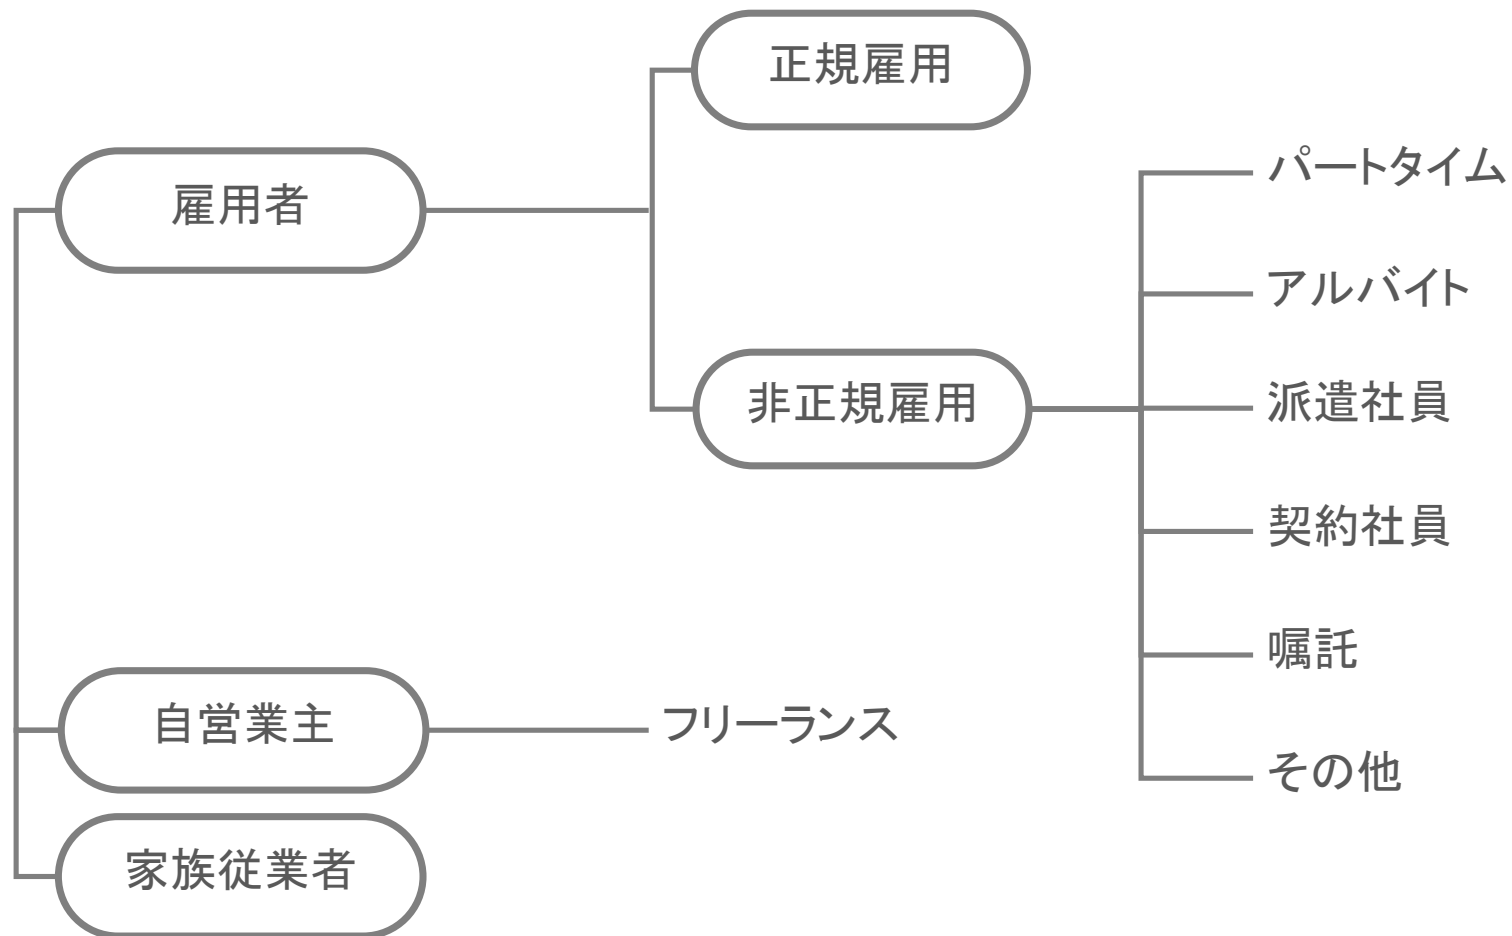 正規雇用
雇用者
パートタイム
アルバイト
非正規雇用
派遣社員
契約社員
嘱託
自営業主
フリーランス
その他
家族従業者